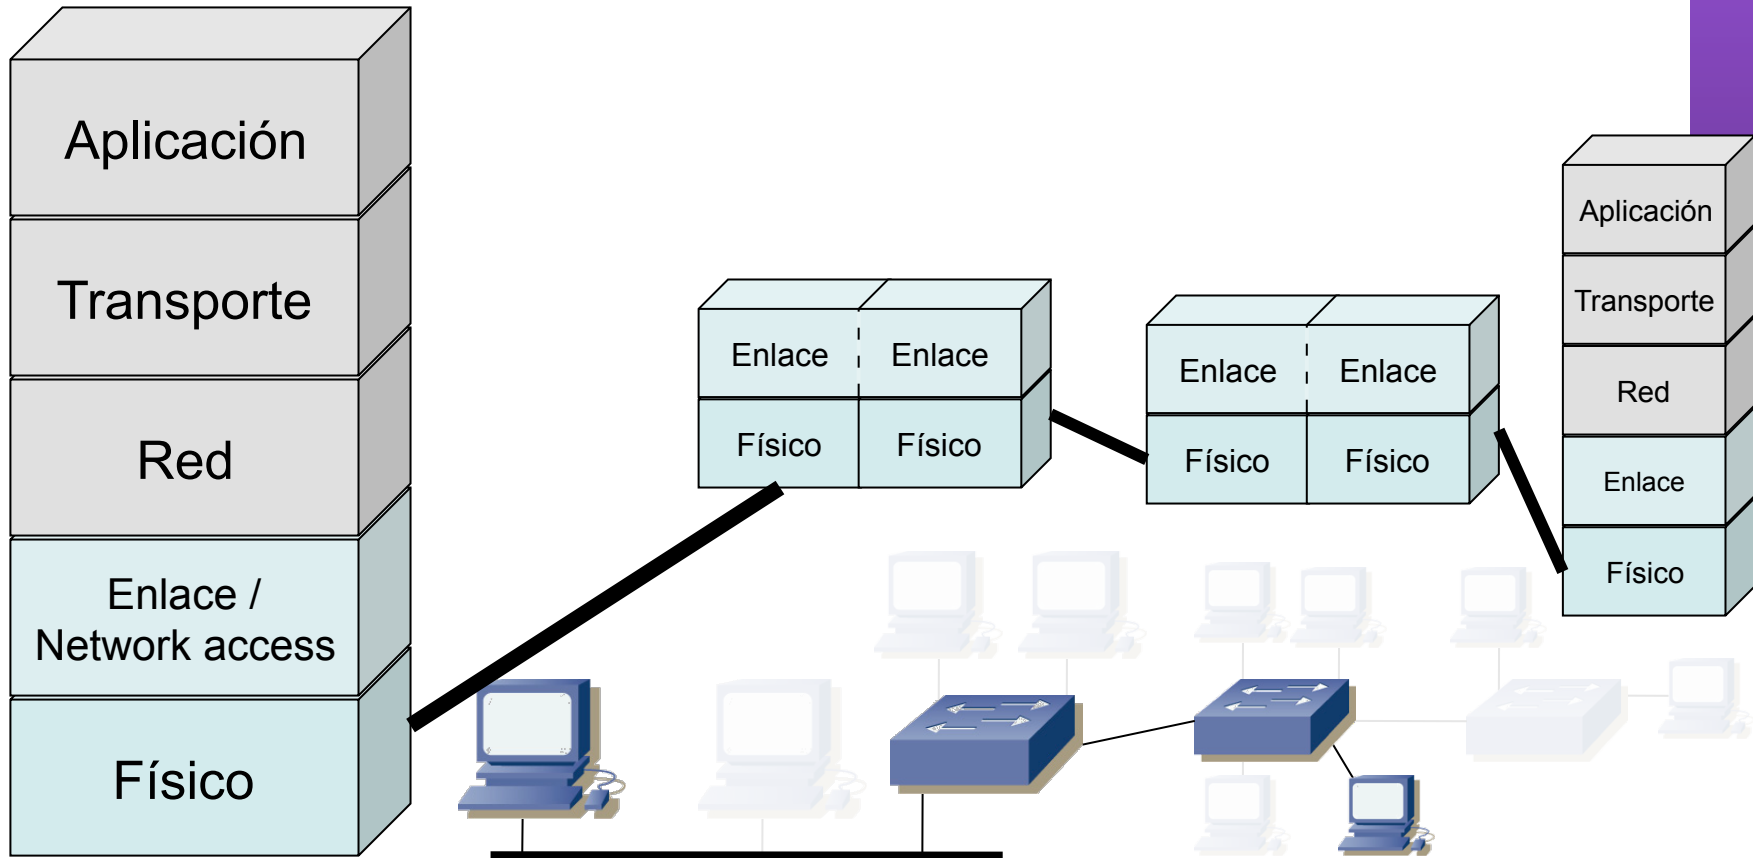 Aplicación
Transporte
Red
Enlace /
Network access
Físico
Enlace
Enlace
Físico
Físico
Enlace
Enlace
Físico
Físico
Aplicación
Transporte
Red
Enlace
Físico